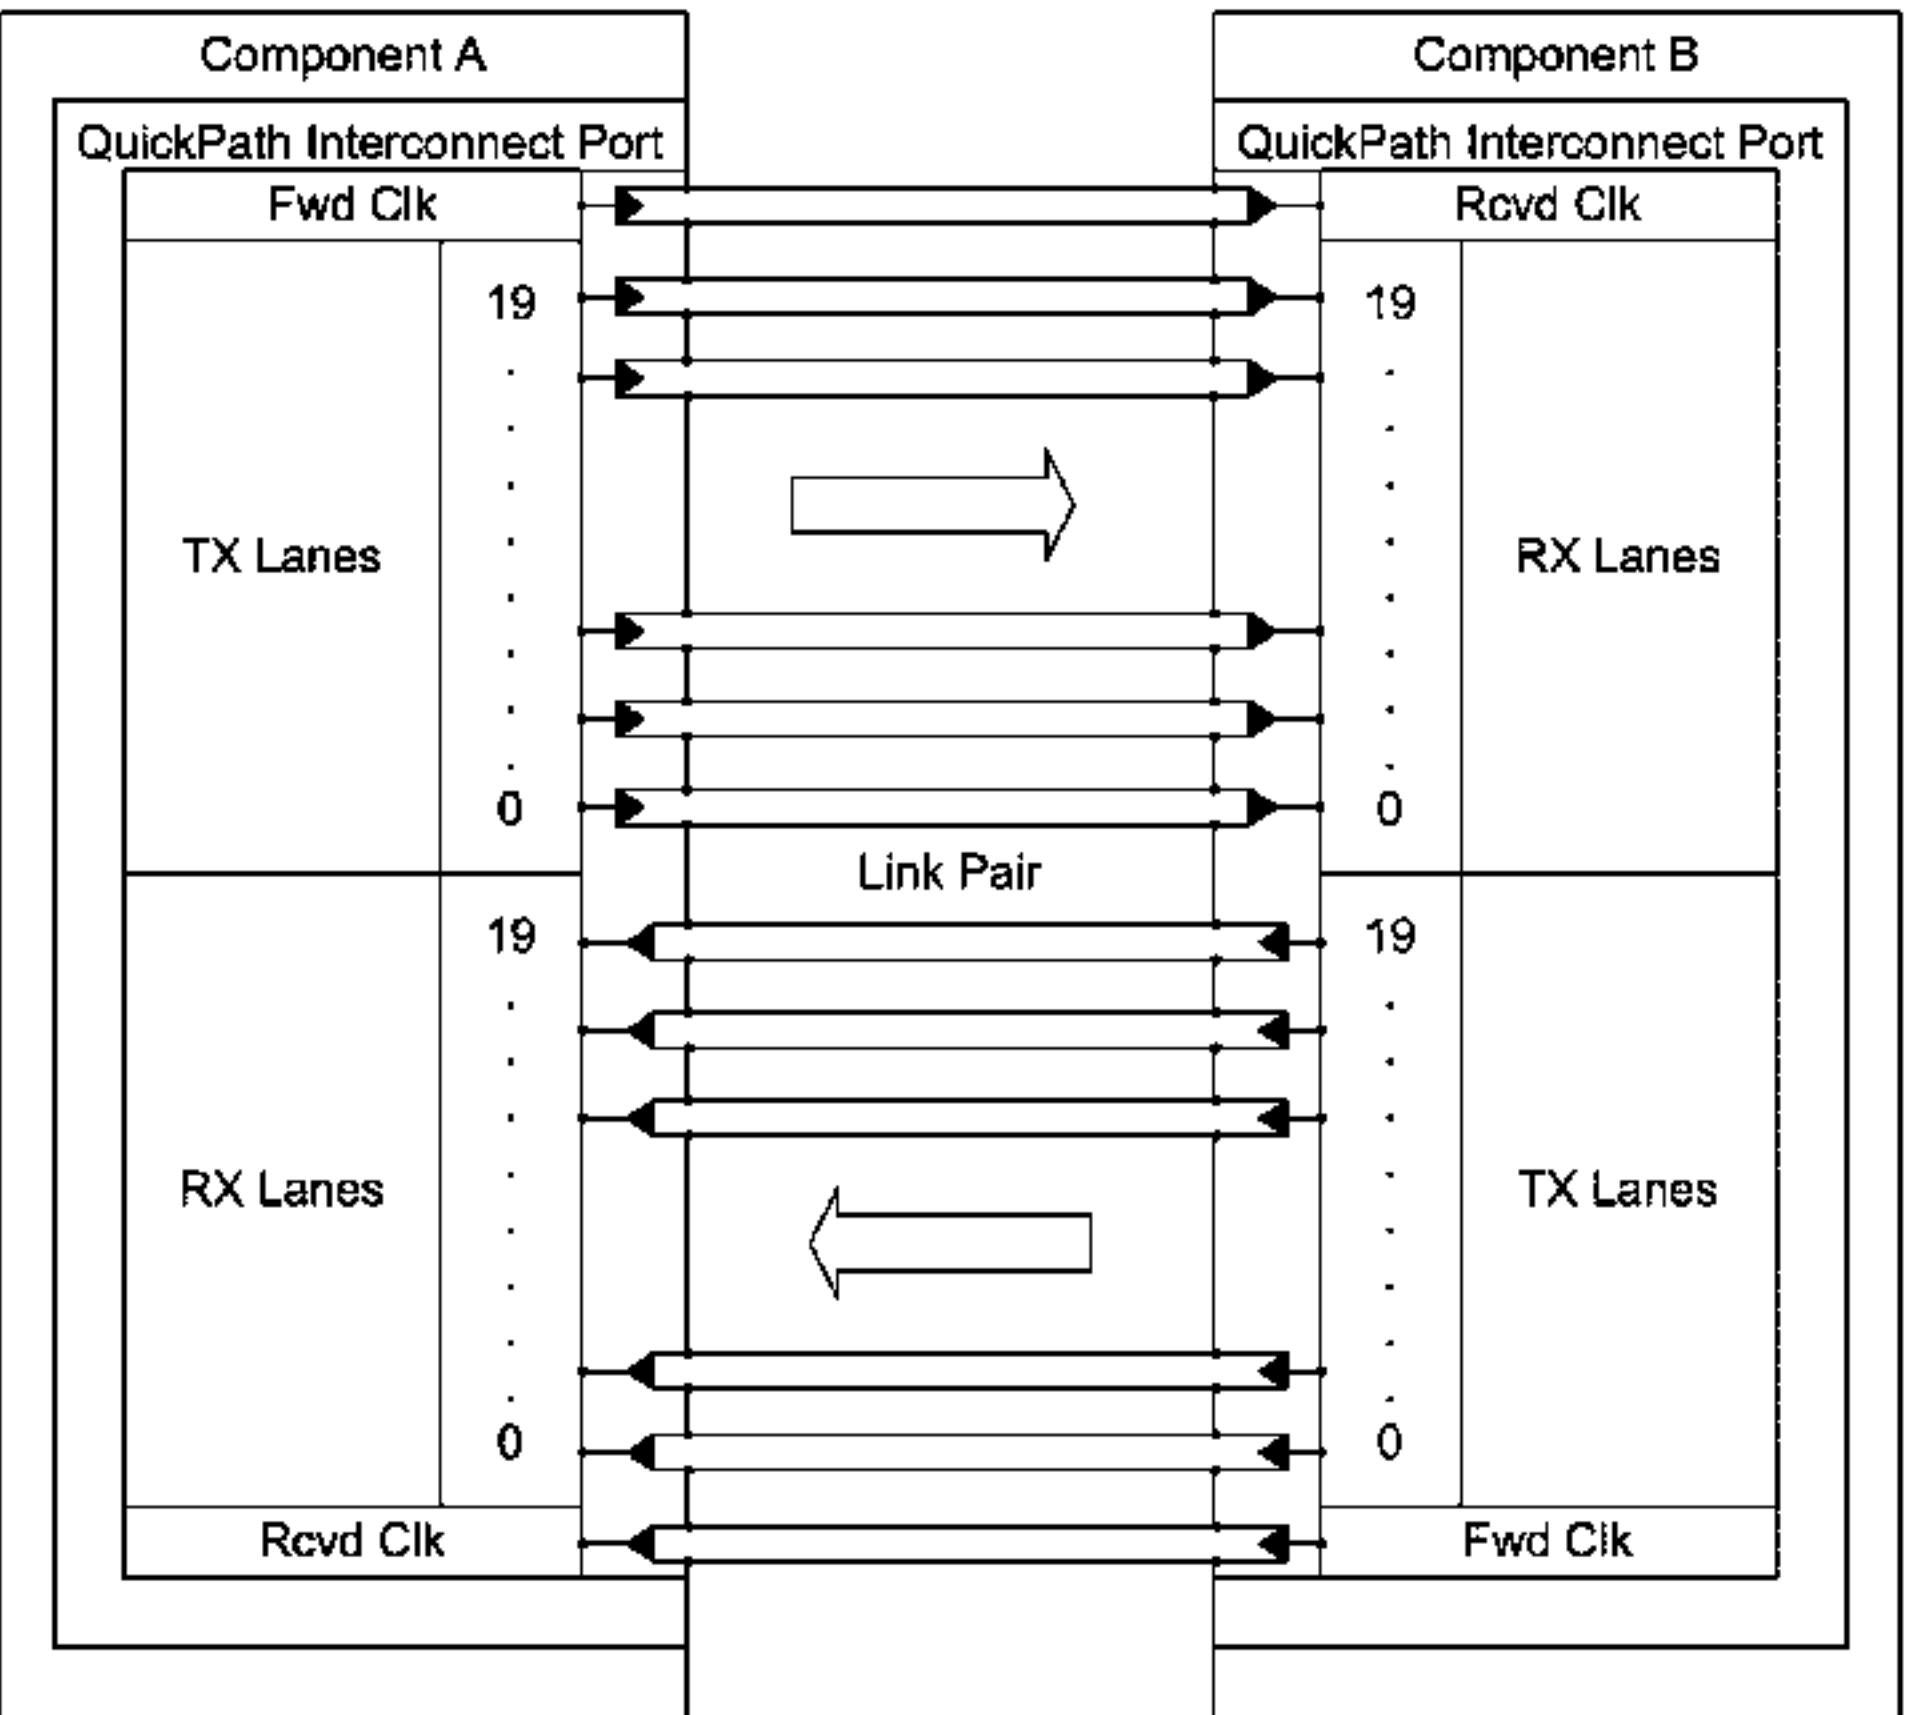 Component A
Component B
QuickPath Interconnect Port
QuickPath Interconnect Port
Fwd Clk
Rcvd Clk
19
19
TX Lanes
RX Lanes
0
0
Link Pair
19
19
RX Lanes
TX Lanes
0
0
Rcvd Clk
Fwd Clk